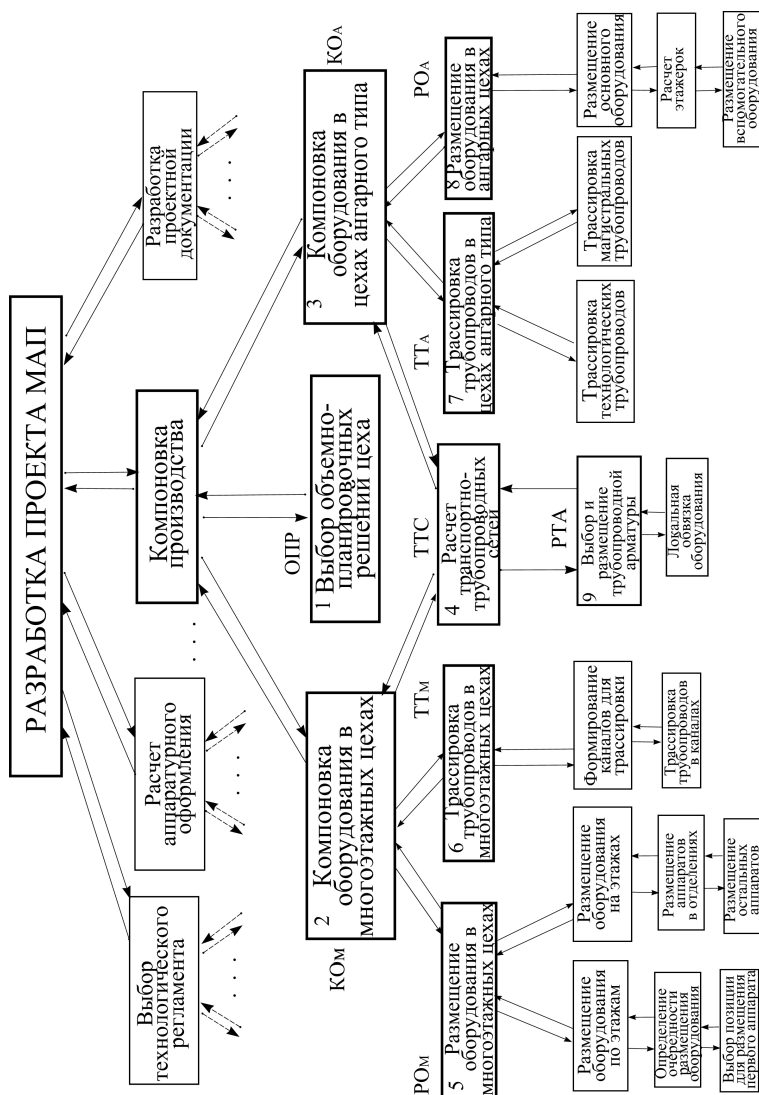 РАЗРАБОТКА ПРОЕКТА МАП
Выбор
технологического
регламента
. . . .
Расчет
аппаратурного
оформления
. . . .
. . .
Компоновка
производства
Разработка
проектной
документации
. . . .
КОМ
2 Компоновка
оборудования в
многоэтажных цехах
ОПР
1 Выбор объемно-
планировочных
решений цеха
КОА
3 Компоновка
оборудования в
цехах ангарного типа
РОМ
5 Размещение
оборудования в
многоэтажных цехах
ТТМ
6 Трассировка
трубопроводов в
многоэтажных цехах
ТТС
4 Расчет
транспортно-
трубопроводных
сетей
ТТА
7 Трассировка
трубопроводов в
цехах ангарного типа
РОА
8 Размещение
оборудования в
ангарных цехах
Размещение
оборудования
по этажам
Определение
очередности
размещения
оборудования
Выбор позиции
для размещения
первого аппарата
Размещение
оборудования
на этажах
Размещение
аппаратов
в отделениях
Размещение
остальных
аппаратов
Формирование
каналов для
трассировки
Трассировка
трубопроводов
в каналах
РТА
9 Выбор и
размещение
трубопроводной
арматуры
Локальная
обвязка
оборудования
Трассировка
технологических
трубопроводов
Трассировка
магистральных
трубопроводов
Размещение
основного
оборудования
Расчет
этажерок
Размещение
вспомогательного
оборудования